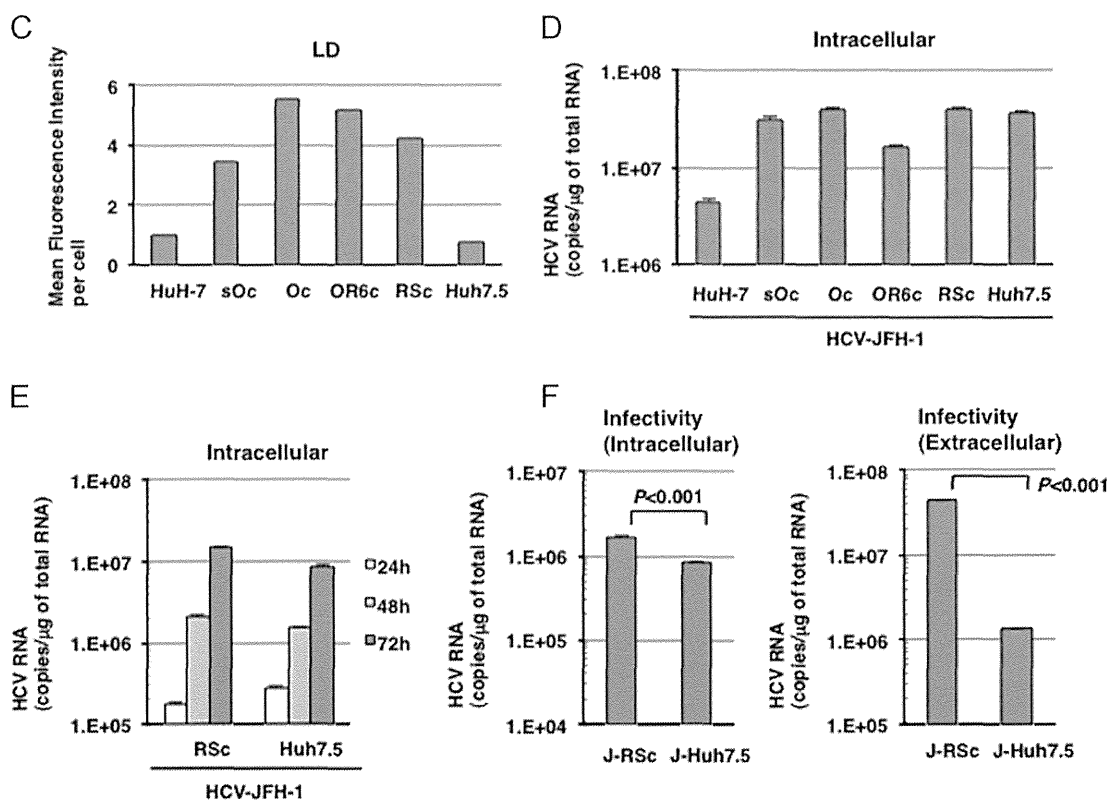 C
LD
Mean Fluorescence Intensity
per cell
6
4
2
0
HuH-7 sOc Oc OR6c RSc Huh7.5
D
Intracellular
HCV RNA
(copies/μg of total RNA)
1.E+08
1.E+07
1.E+06
HuH-7 sOc Oc OR6c RSc Huh7.5
HCV-JFH-1
E
Intracellular
HCV RNA
(copies/μg of total RNA)
1.E+08
1.E+07
1.E+06
1.E+05
24h
48h
72h
RSc Huh7.5
HCV-JFH-1
F
Infectivity
(Intracellular)
HCV RNA
(copies/μg of total RNA)
1.E+07
1.E+06
1.E+05
1.E+04
P<0.001
J-RSc J-Huh7.5
Infectivity
(Extracellular)
HCV RNA
(copies/μg of total RNA)
1.E+08
1.E+07
1.E+06
1.E+05
P<0.001
J-RSc J-Huh7.5